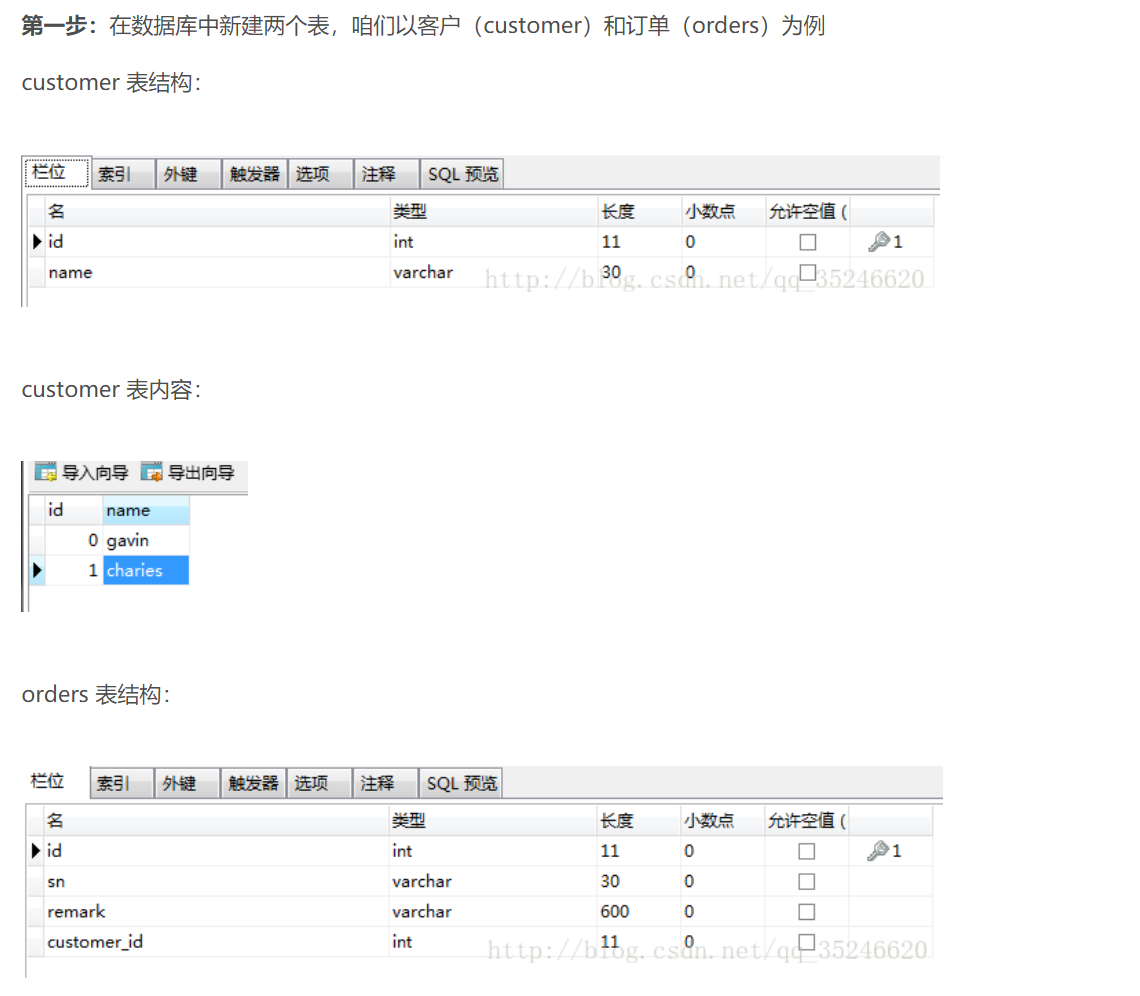 第一步：在数据库中新建两个表，咱们以客户（customer）和订单（orders）为例
customer 表结构：
栏位 索引 外键 触发器 选项 注释 SQL 预览
名 类型 长度 小数点 允许空值 (
id int 11 0 1
name varchar 30 0
http://blog.csdn.net/qq_35246620
customer 表内容：
导入向导 导出向导
id name
0 gavin
1 charies
orders 表结构：
栏位 索引 外键 触发器 选项 注释 SQL 预览
名 类型 长度 小数点 允许空值 (
id int 11 0 1
sn varchar 30 0
remark varchar 600 0
customer_id int 11 0
http://blog.csdn.net/qq_35246620